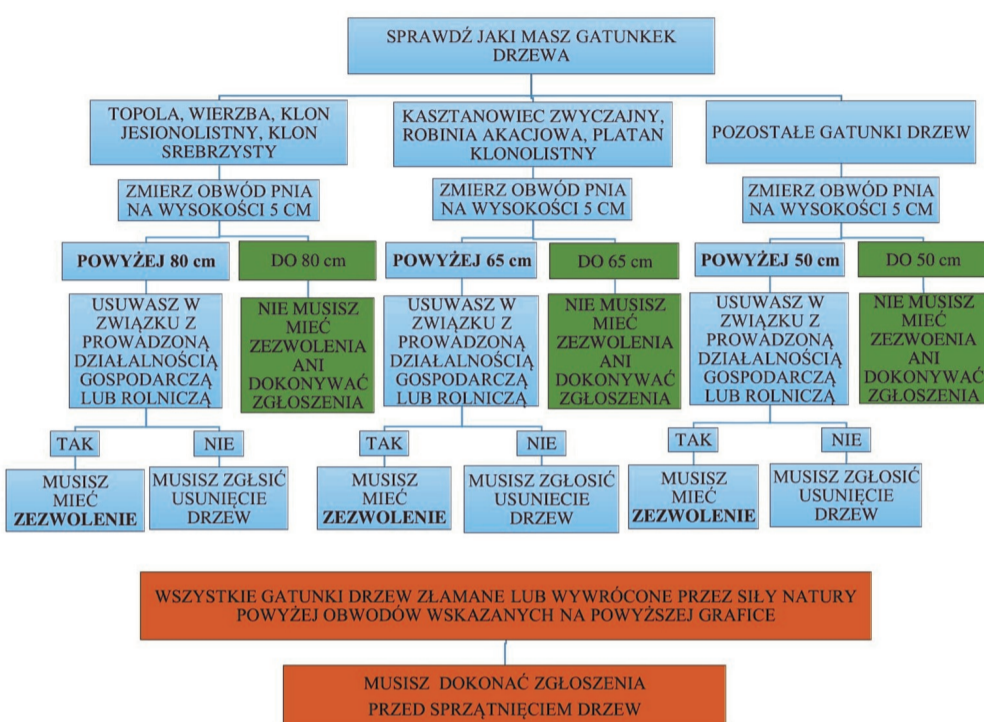 SPRAWDŹ JAKI MASZ GATUNKEK
DRZEWA
TOPOLA, WIERZBA, KLON
JESIONOLISTNY, KLON
SREBRZYSTY
KASZTANOWIEC ZWYCZAJNY,
ROBINIA AKACJOWA, PLATAN
KLONOLISTNY
POZOSTAŁE GATUNKI DRZEW
ZMIERZ OBWÓD PNIA
NA WYSOKOŚCI 5 CM
ZMIERZ OBWÓD PNIA
NA WYSOKOŚCI 5 CM
ZMIERZ OBWÓD PNIA
NA WYSOKOŚCI 5 CM
POWYŻEJ 80 cm
DO 80 cm
POWYŻEJ 65 cm
DO 65 cm
POWYŻEJ 50 cm
DO 50 cm
USUWASZ W
ZWIĄZKU Z
PROWADZONĄ
DZIAŁALNOŚCIĄ
GOSPODARCZĄ
LUB ROLNICZĄ
NIE MUSISZ
MIEĆ
ZEZWOLENIA
ANI
DOKONYWAĆ
ZGŁOSZENIA
USUWASZ W
ZWIĄZKU Z
PROWADZONĄ
DZIAŁALNOŚCIĄ
GOSPODARCZĄ
LUB ROLNICZĄ
NIE MUSISZ
MIEĆ
ZEZWOLENIA
ANI
DOKONYWAĆ
ZGŁOSZENIA
USUWASZ W
ZWIĄZKU Z
PROWADZONĄ
DZIAŁALNOŚCIĄ
GOSPODARCZĄ
LUB ROLNICZĄ
NIE MUSISZ
MIEĆ
ZEZWOENIA
ANI
DOKONYWAĆ
ZGŁOSZENIA
TAK
NIE
TAK
NIE
TAK
NIE
MUSISZ
MIEĆ
ZEZWOLENIE
MUSISZ ZGŁSIĆ
USUNIĘCIE
DRZEW
MUSISZ
MIEĆ
ZEZWOLENIE
MUSISZ ZGŁOSIĆ
USUNIECIE
DRZEW
MUSISZ
MIEĆ
ZEZWOLENIE
MUSISZ ZGŁOSIĆ
USUNIĘCIE
DRZEW
WSZYSTKIE GATUNKI DRZEW ZŁAMANE LUB WYWRÓCONE PRZEZ SIŁY NATURY
POWYŻEJ OBWODÓW WSKAZANYCH NA POWYŻSZEJ GRAFICE
MUSISZ DOKONAĆ ZGŁOSZENIA
PRZED SPRZĄTNIĘCIEM DRZEW